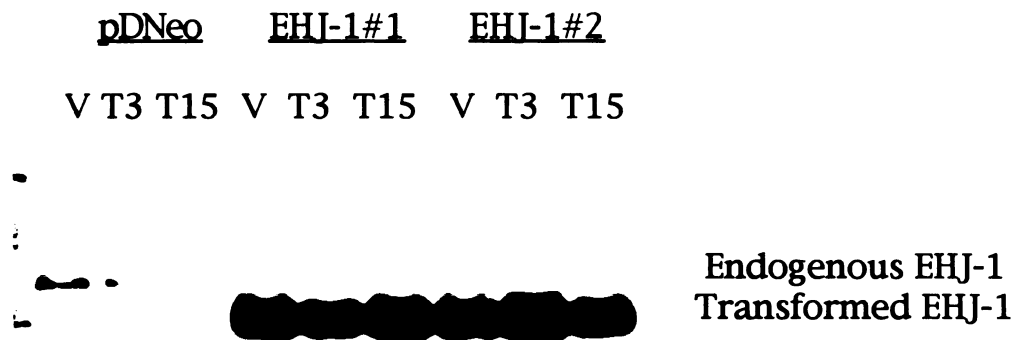 pDNeo EHJ-1#1 EHJ-1#2
V T3 T15 V T3 T15 V T3 T15
Endogenous EHJ-1
Transformed EHJ-1